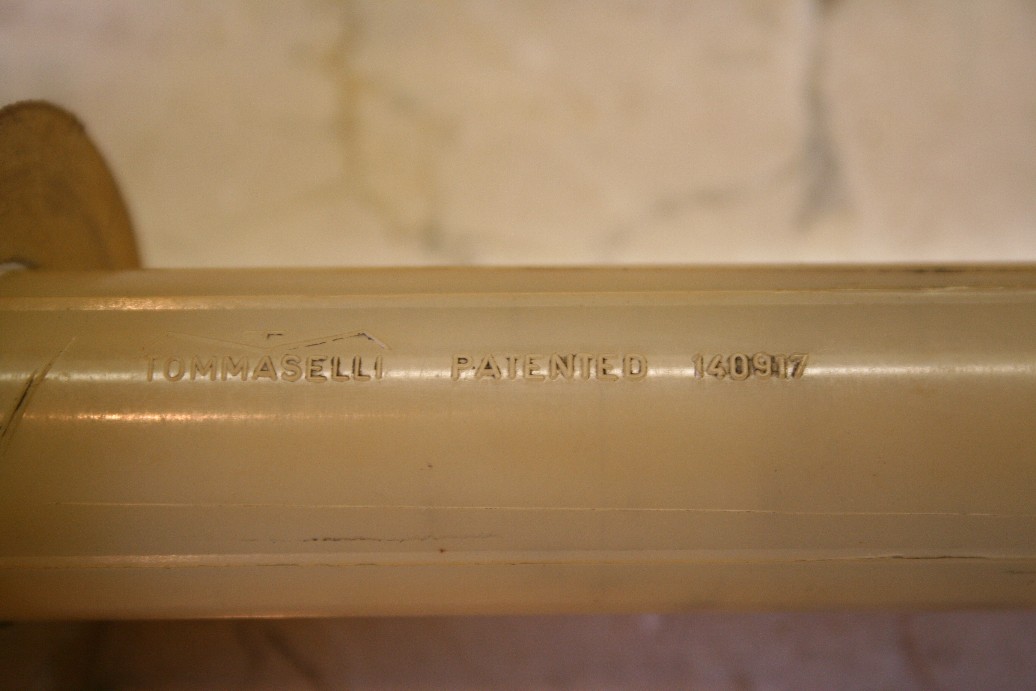 TOMMASELLI PATENTED 140917